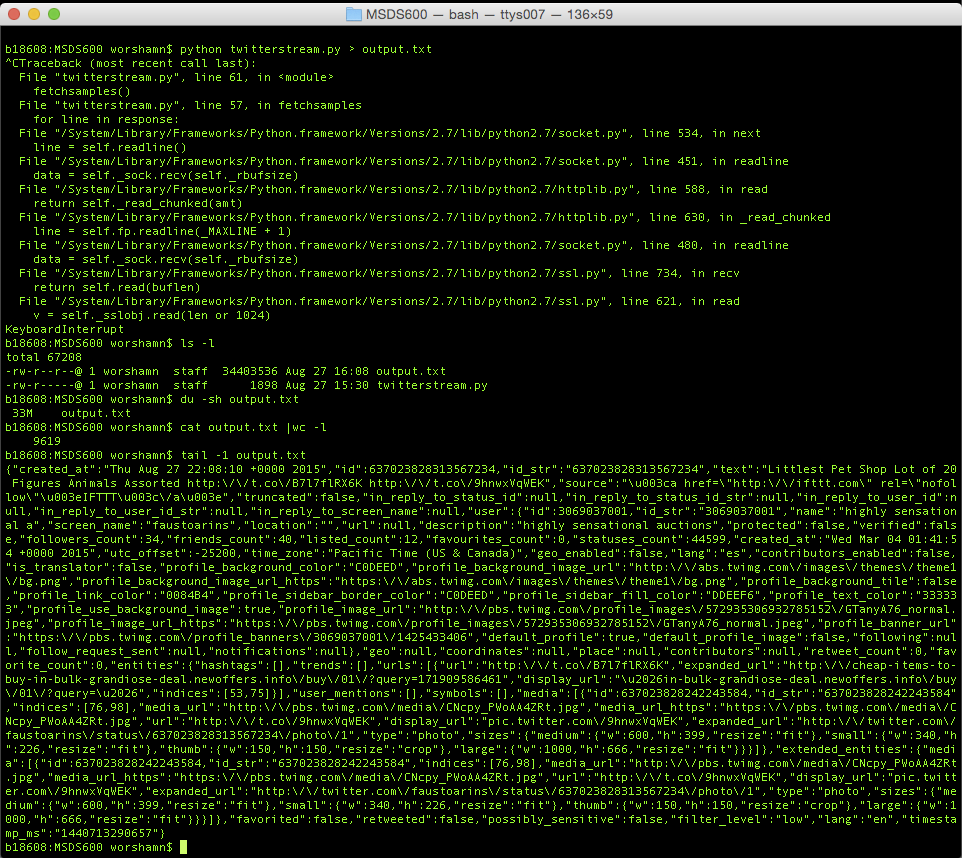 MSDS600 — bash — ttys007 — 136×59
b18608:MSDS600 worshamn$ python twitterstream.py > output.txt
^CTraceback (most recent call last):
  File "twitterstream.py", line 61, in <module>
    fetchsamples()
  File "twitterstream.py", line 57, in fetchsamples
    for line in response:
  File "/System/Library/Frameworks/Python.framework/Versions/2.7/lib/python2.7/socket.py", line 534, in next
    line = self.readline()
  File "/System/Library/Frameworks/Python.framework/Versions/2.7/lib/python2.7/socket.py", line 451, in readline
    data = self._sock.recv(self._rbufsize)
  File "/System/Library/Frameworks/Python.framework/Versions/2.7/lib/python2.7/httplib.py", line 588, in read
    return self._read_chunked(amt)
  File "/System/Library/Frameworks/Python.framework/Versions/2.7/lib/python2.7/httplib.py", line 630, in _read_chunked
    line = self.fp.readline(_MAXLINE + 1)
  File "/System/Library/Frameworks/Python.framework/Versions/2.7/lib/python2.7/socket.py", line 480, in readline
    data = self._sock.recv(self._rbufsize)
  File "/System/Library/Frameworks/Python.framework/Versions/2.7/lib/python2.7/ssl.py", line 734, in recv
    return self.read(buflen)
  File "/System/Library/Frameworks/Python.framework/Versions/2.7/lib/python2.7/ssl.py", line 621, in read
    v = self._sslobj.read(len or 1024)
KeyboardInterrupt
b18608:MSDS600 worshamn$ ls -l
total 67208
-rw-r--r--@ 1 worshamn  staff  34403536 Aug 27 16:08 output.txt
-rw-r-----@ 1 worshamn  staff      1898 Aug 27 15:30 twitterstream.py
b18608:MSDS600 worshamn$ du -sh output.txt
 33M    output.txt
b18608:MSDS600 worshamn$ cat output.txt |wc -l
    9619
b18608:MSDS600 worshamn$ tail -1 output.txt
{"created_at":"Thu Aug 27 22:08:10 +0000 2015","id":637023828313567234,"id_str":"637023828313567234","text":"Littlest Pet Shop Lot of 20
 Figures Animals Assorted http:\/\/t.co\/B7l7flRX6K http:\/\/t.co\/9hnwxVqWEK","source":"\u003ca href=\"http:\/\/ifttt.com\" rel=\"nofol
low\"\u003eIFTTT\u003c\/a\u003e","truncated":false,"in_reply_to_status_id":null,"in_reply_to_status_id_str":null,"in_reply_to_user_id":n
ull,"in_reply_to_user_id_str":null,"in_reply_to_screen_name":null,"user":{"id":3069037001,"id_str":"3069037001","name":"highly sensation
al a","screen_name":"faustoarins","location":"","url":null,"description":"highly sensational auctions","protected":false,"verified":fals
e,"followers_count":34,"friends_count":40,"listed_count":12,"favourites_count":0,"statuses_count":44599,"created_at":"Wed Mar 04 01:41:5
4 +0000 2015","utc_offset":-25200,"time_zone":"Pacific Time (US & Canada)","geo_enabled":false,"lang":"es","contributors_enabled":false,
"is_translator":false,"profile_background_color":"C0DEED","profile_background_image_url":"http:\/\/abs.twimg.com\/images\/themes\/theme1
\/bg.png","profile_background_image_url_https":"https:\/\/abs.twimg.com\/images\/themes\/theme1\/bg.png","profile_background_tile":false
,"profile_link_color":"0084B4","profile_sidebar_border_color":"C0DEED","profile_sidebar_fill_color":"DDEEF6","profile_text_color":"33333
3","profile_use_background_image":true,"profile_image_url":"http:\/\/pbs.twimg.com\/profile_images\/572935306932785152\/GTanyA76_normal.
jpeg","profile_image_url_https":"https:\/\/pbs.twimg.com\/profile_images\/572935306932785152\/GTanyA76_normal.jpeg","profile_banner_url"
:"https:\/\/pbs.twimg.com\/profile_banners\/3069037001\/1425433406","default_profile":true,"default_profile_image":false,"following":nul
l,"follow_request_sent":null,"notifications":null},"geo":null,"coordinates":null,"place":null,"contributors":null,"retweet_count":0,"fav
orite_count":0,"entities":{"hashtags":[],"trends":[],"urls":[{"url":"http:\/\/t.co\/B7l7flRX6K","expanded_url":"http:\/\/cheap-items-to-
buy-in-bulk-grandiose-deal.newoffers.info\/buy\/01\/?query=171909586461","display_url":"\u2026in-bulk-grandiose-deal.newoffers.info\/buy
\/01\/?query=\u2026","indices":[53,75]}],"user_mentions":[],"symbols":[],"media":[{"id":637023828242243584,"id_str":"637023828242243584"
,"indices":[76,98],"media_url":"http:\/\/pbs.twimg.com\/media\/CNcpy_PWoAA4ZRt.jpg","media_url_https":"https:\/\/pbs.twimg.com\/media\/C
Ncpy_PWoAA4ZRt.jpg","url":"http:\/\/t.co\/9hnwxVqWEK","display_url":"pic.twitter.com\/9hnwxVqWEK","expanded_url":"http:\/\/twitter.com\/
faustoarins\/status\/637023828313567234\/photo\/1","type":"photo","sizes":{"medium":{"w":600,"h":399,"resize":"fit"},"small":{"w":340,"h
":226,"resize":"fit"},"thumb":{"w":150,"h":150,"resize":"crop"},"large":{"w":1000,"h":666,"resize":"fit"}}}]},"extended_entities":{"medi
a":[{"id":637023828242243584,"id_str":"637023828242243584","indices":[76,98],"media_url":"http:\/\/pbs.twimg.com\/media\/CNcpy_PWoAA4ZRt
.jpg","media_url_https":"https:\/\/pbs.twimg.com\/media\/CNcpy_PWoAA4ZRt.jpg","url":"http:\/\/t.co\/9hnwxVqWEK","display_url":"pic.twitt
er.com\/9hnwxVqWEK","expanded_url":"http:\/\/twitter.com\/faustoarins\/status\/637023828313567234\/photo\/1","type":"photo","sizes":{"me
dium":{"w":600,"h":399,"resize":"fit"},"small":{"w":340,"h":226,"resize":"fit"},"thumb":{"w":150,"h":150,"resize":"crop"},"large":{"w":1
000,"h":666,"resize":"fit"}}}]},"favorited":false,"retweeted":false,"possibly_sensitive":false,"filter_level":"low","lang":"en","timesta
mp_ms":"1440713290657"}
b18608:MSDS600 worshamn$